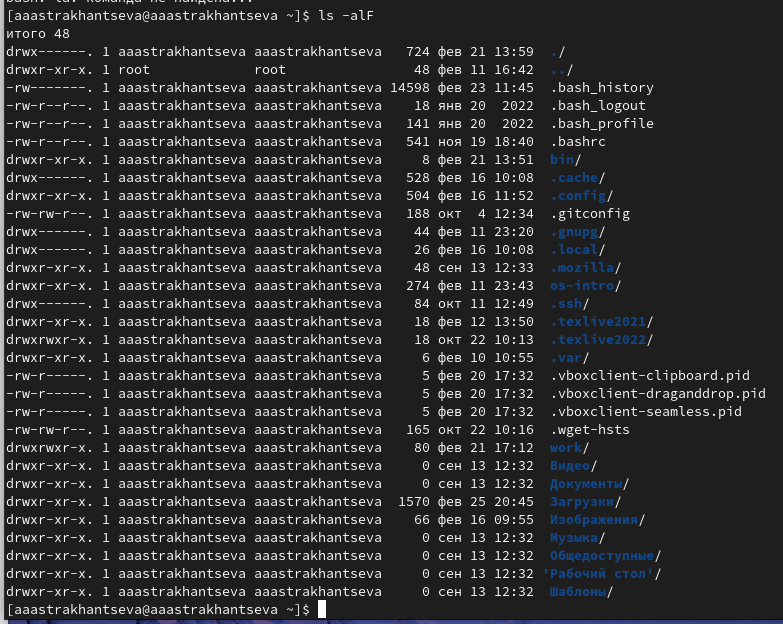 [aaastrakhantseva@aaastrakhantseva ~]$ ls -alF
итого 48
drwx------. 1 aaastrakhantseva aaastrakhantseva   724 фев 21 13:59  ./
drwxr-xr-x. 1 root             root                48 фев 11 16:42  ../
-rw-------. 1 aaastrakhantseva aaastrakhantseva 14598 фев 23 11:45  .bash_history
-rw-r--r--. 1 aaastrakhantseva aaastrakhantseva    18 янв 20  2022  .bash_logout
-rw-r--r--. 1 aaastrakhantseva aaastrakhantseva   141 янв 20  2022  .bash_profile
-rw-r--r--. 1 aaastrakhantseva aaastrakhantseva   541 ноя 19 18:40  .bashrc
drwxr-xr-x. 1 aaastrakhantseva aaastrakhantseva     8 фев 21 13:51  bin/
drwx------. 1 aaastrakhantseva aaastrakhantseva   528 фев 16 10:08  .cache/
drwxr-xr-x. 1 aaastrakhantseva aaastrakhantseva   504 фев 16 11:52  .config/
-rw-rw-r--. 1 aaastrakhantseva aaastrakhantseva   188 окт  4 12:34  .gitconfig
drwx------. 1 aaastrakhantseva aaastrakhantseva    44 фев 11 23:20  .gnupg/
drwx------. 1 aaastrakhantseva aaastrakhantseva    26 фев 16 10:08  .local/
drwxr-xr-x. 1 aaastrakhantseva aaastrakhantseva    48 сен 13 12:33  .mozilla/
drwxr-xr-x. 1 aaastrakhantseva aaastrakhantseva   274 фев 11 23:43  os-intro/
drwx------. 1 aaastrakhantseva aaastrakhantseva    84 окт 11 12:49  .ssh/
drwxr-xr-x. 1 aaastrakhantseva aaastrakhantseva    18 фев 12 13:50  .texlive2021/
drwxrwxr-x. 1 aaastrakhantseva aaastrakhantseva    18 окт 22 10:13  .texlive2022/
drwxr-xr-x. 1 aaastrakhantseva aaastrakhantseva     6 фев 10 10:55  .var/
-rw-r-----. 1 aaastrakhantseva aaastrakhantseva     5 фев 20 17:32  .vboxclient-clipboard.pid
-rw-r-----. 1 aaastrakhantseva aaastrakhantseva     5 фев 20 17:32  .vboxclient-draganddrop.pid
-rw-r-----. 1 aaastrakhantseva aaastrakhantseva     5 фев 20 17:32  .vboxclient-seamless.pid
-rw-rw-r--. 1 aaastrakhantseva aaastrakhantseva   165 окт 22 10:16  .wget-hsts
drwxrwxr-x. 1 aaastrakhantseva aaastrakhantseva    80 фев 21 17:12  work/
drwxr-xr-x. 1 aaastrakhantseva aaastrakhantseva     0 сен 13 12:32  Видео/
drwxr-xr-x. 1 aaastrakhantseva aaastrakhantseva     0 сен 13 12:32  Документы/
drwxr-xr-x. 1 aaastrakhantseva aaastrakhantseva  1570 фев 25 20:45  Загрузки/
drwxr-xr-x. 1 aaastrakhantseva aaastrakhantseva    66 фев 16 09:55  Изображения/
drwxr-xr-x. 1 aaastrakhantseva aaastrakhantseva     0 сен 13 12:32  Музыка/
drwxr-xr-x. 1 aaastrakhantseva aaastrakhantseva     0 сен 13 12:32  Общедоступные/
drwxr-xr-x. 1 aaastrakhantseva aaastrakhantseva     0 сен 13 12:32 'Рабочий стол'/
drwxr-xr-x. 1 aaastrakhantseva aaastrakhantseva     0 сен 13 12:32  Шаблоны/
[aaastrakhantseva@aaastrakhantseva ~]$